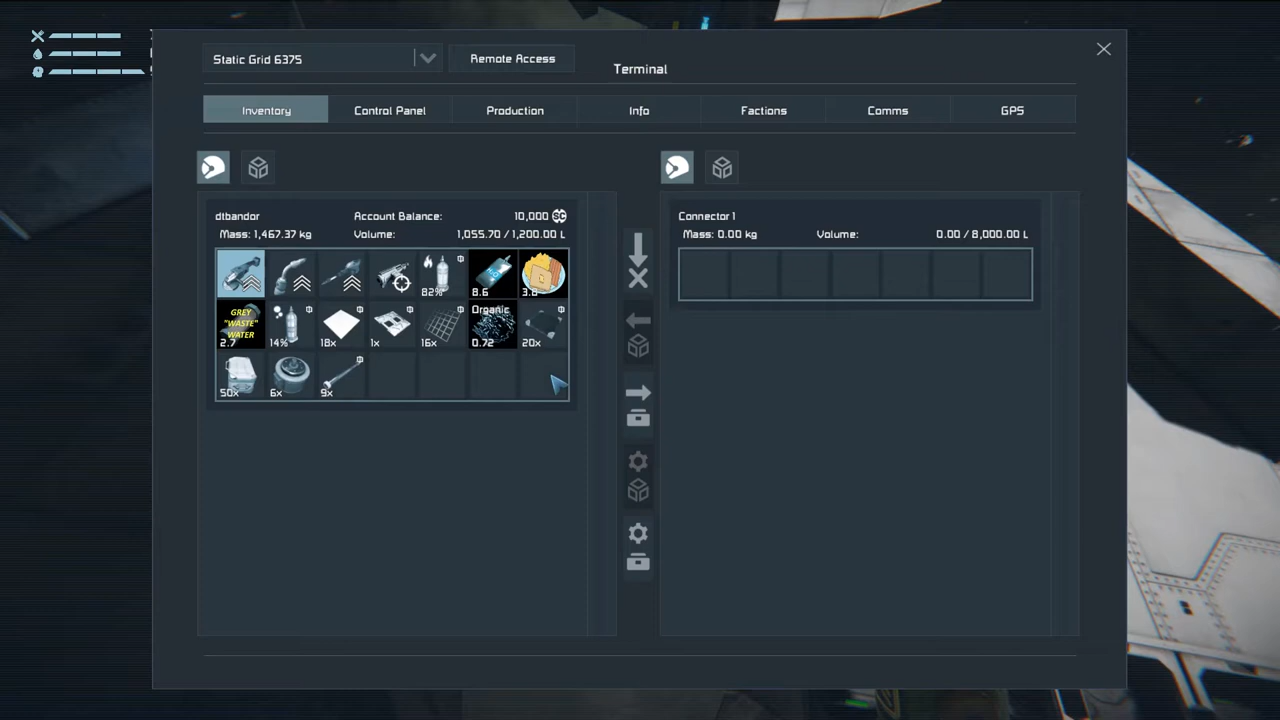 Static Grid 6375
Remote Access
Terminal
Inventory
Control Panel
Production
Info
Factions
Comms
GPS
dtbandor
Account Balance:
10,000 SC
Mass: 1,467.37 kg
Volume:
1,055.70 / 1,200.00 L
82%
8.6
3.8
GREY
"WASTE"
WATER
2.7
14%
18x
1x
16x
Organic
0.72
20x
50x
6x
9x
Connector 1
Mass: 0.00 kg
Volume:
0.00 / 8,000.00 L